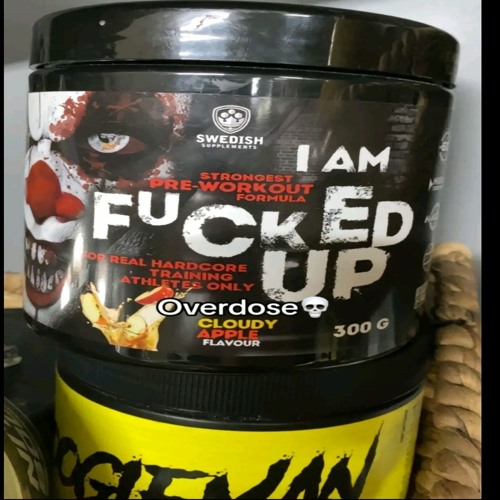 SWEDISH
SUPPLEMENTS
I AM
STRONGEST
PRE-WORKOUT
FORMULA
FUCKED
UP
FOR REAL HARDCORE
TRAINING
ATHLETES ONLY
Overdose💀
CLOUDY
APPLE
FLAVOUR
300 G